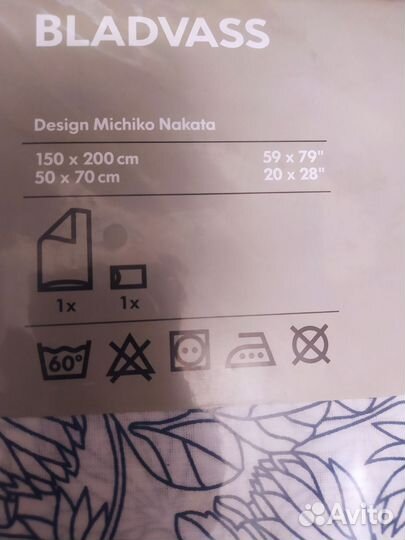 BLADVASS
Design Michiko Nakata
150 x 200 cm 59 x 79"
50 x 70 cm 20 x 28"
1x 1x
60°
Avito